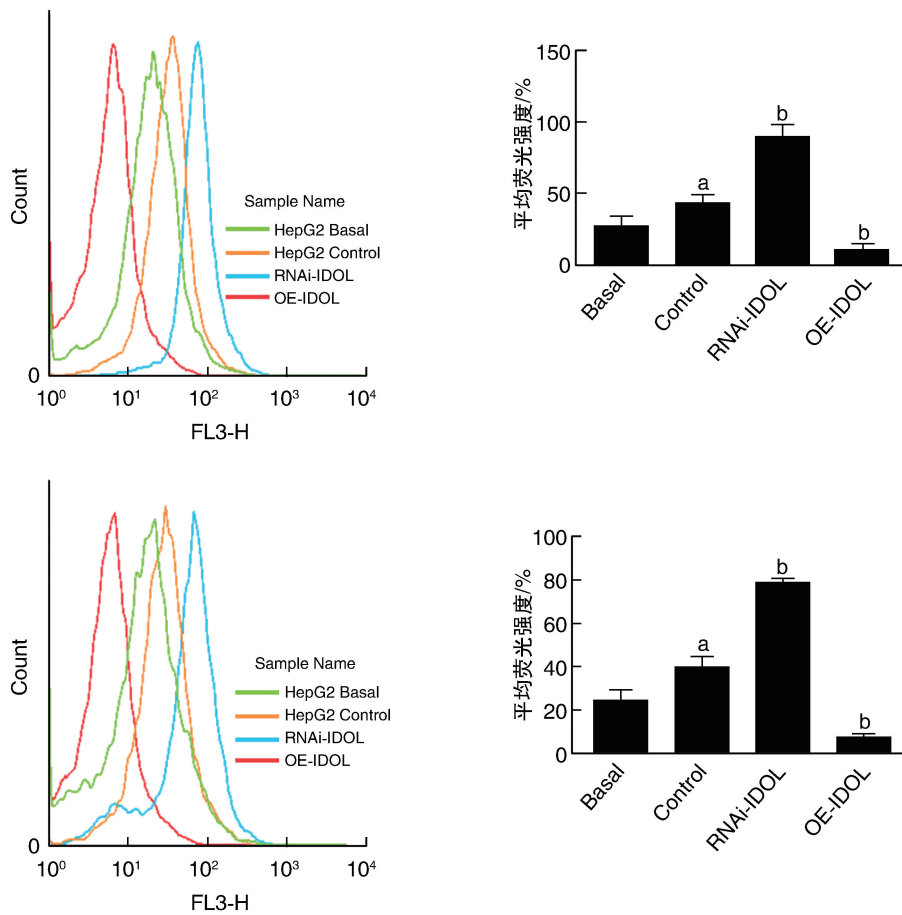 Count
Sample Name
HepG2 Basal
HepG2 Control
RNAi-IDOL
OE-IDOL
0
10⁰ 10¹ 10² 10³ 10⁴
FL3-H
平均荧光强度/%
150
100
50
0
a
b
b
Basal
Control
RNAi-IDOL
OE-IDOL
Count
Sample Name
HepG2 Basal
HepG2 Control
RNAi-IDOL
OE-IDOL
0
10⁰ 10¹ 10² 10³ 10⁴
FL3-H
平均荧光强度/%
100
80
60
40
20
0
a
b
b
Basal
Control
RNAi-IDOL
OE-IDOL